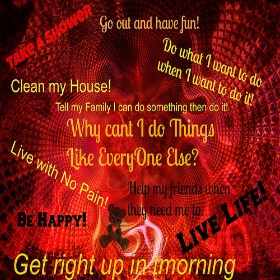 Go out and have fun!
TAKE A SHOWER
Do what I want to do
when I want to do it!
Clean my House!
Tell my Family I can do something then do it!
Why cant I do Things
Like EveryOne Else?
Live with No Pain!
Help my friends when
they need me to.
Be Happy!
Live Life!
Get right up in tmorning